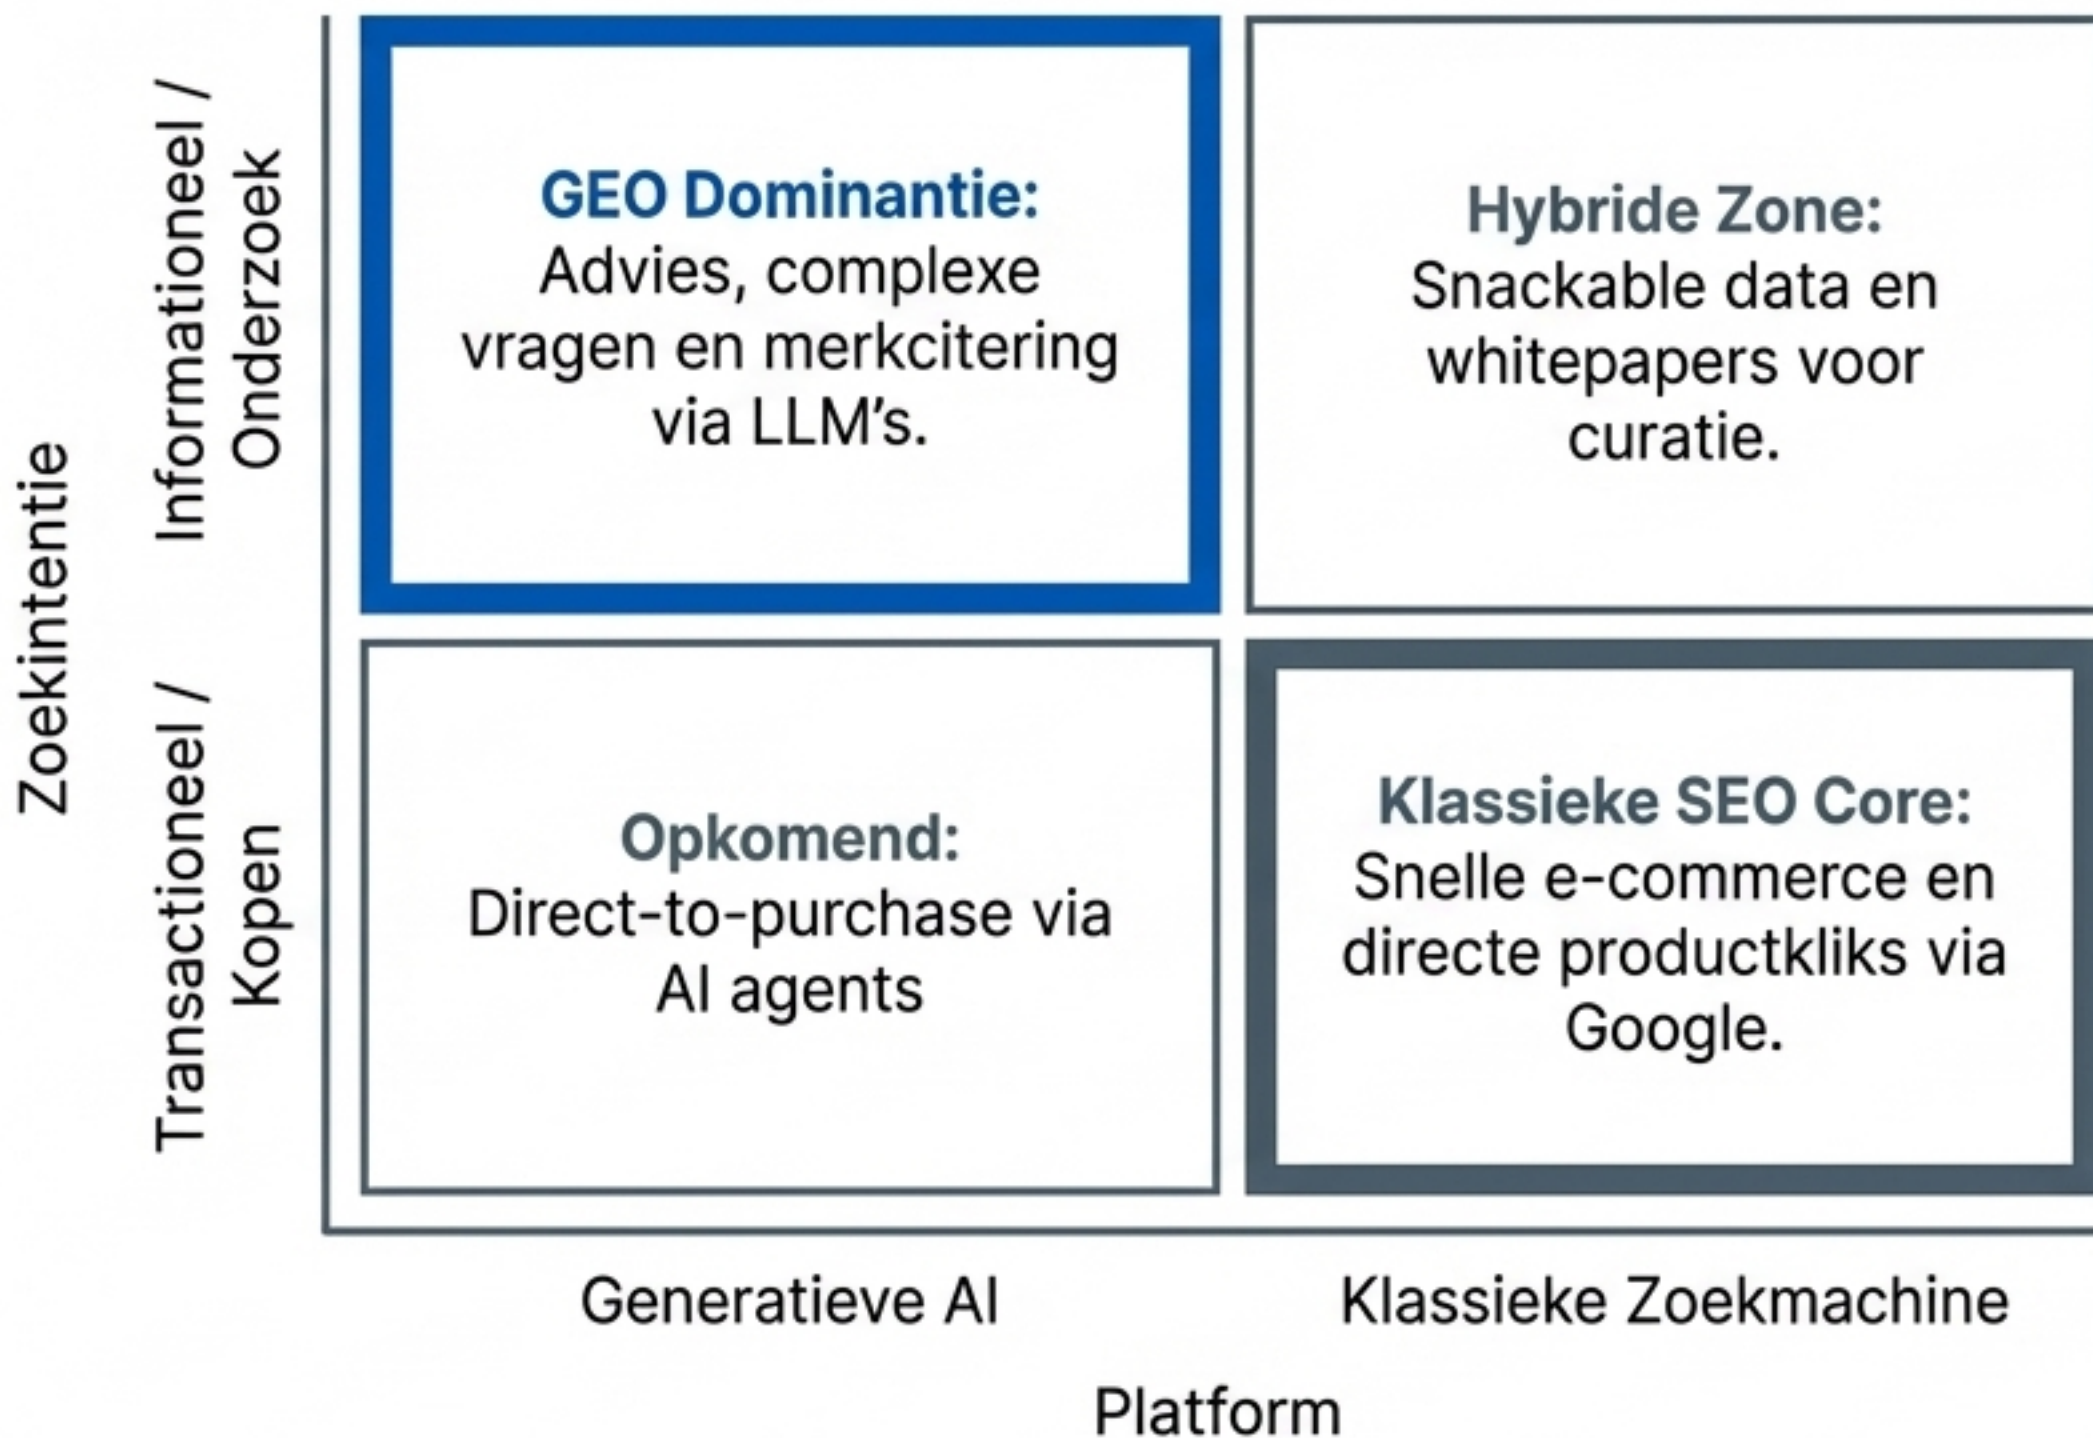 Zoekintentie
Informationeel /
Onderzoek
GEO Dominantie:
Advies, complexe
vragen en merkcitering
via LLM’s.
Hybride Zone:
Snackable data en
whitepapers voor
curatie.
Transactioneel /
Kopen
Opkomend:
Direct-to-purchase via
AI agents
Klassieke SEO Core:
Snelle e-commerce en
directe productkliks via
Google.
Generatieve AI
Klassieke Zoekmachine
Platform